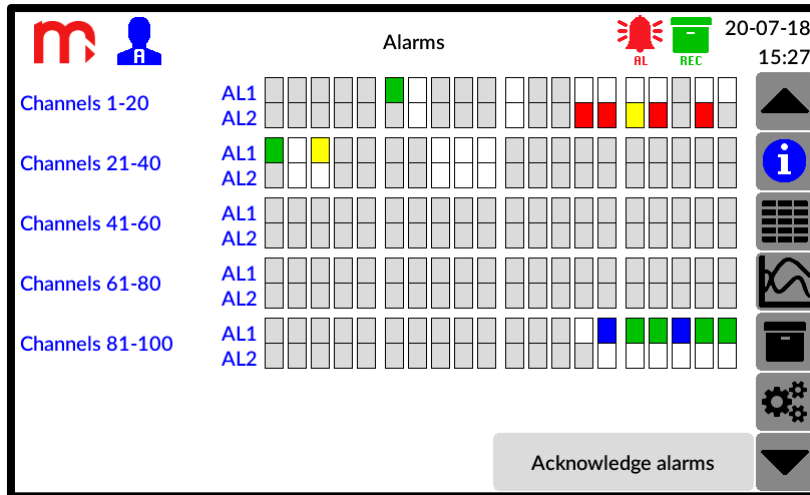 Alarms
20-07-18
15:27
A
AL
REC
Channels 1-20
AL1
AL2
Channels 21-40
AL1
AL2
Channels 41-60
AL1
AL2
Channels 61-80
AL1
AL2
Channels 81-100
AL1
AL2
Acknowledge alarms